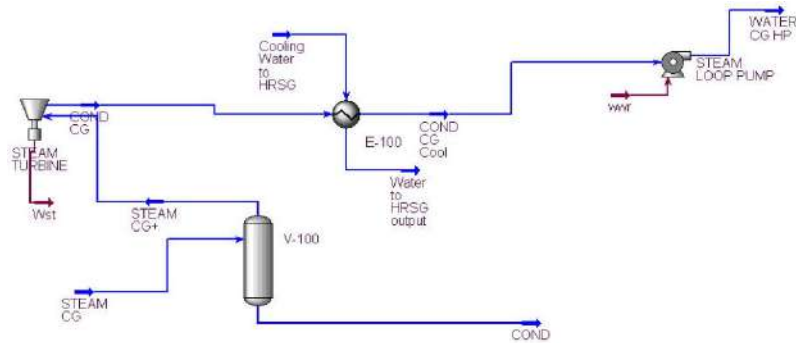 WATER
CG HP
Cooling
Water
to
HRSG
STEAM
LOOP PUMP
wwr
COND
CG
E-100
COND
CG
Cool
STEAM
TURBINE
Water
to
HRSG
output
Wst
STEAM
CG+
V-100
STEAM
CG
COND